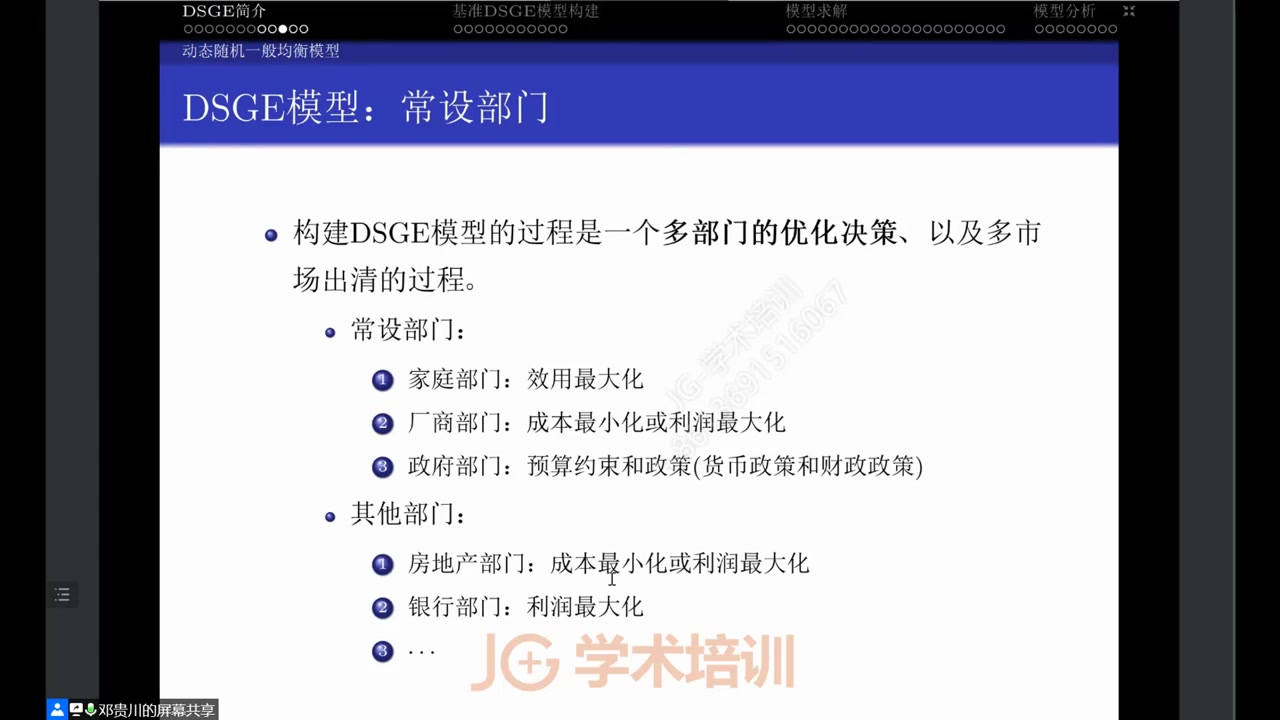 DSGE简介 基准DSGE模型构建 模型求解 模型分析
动态随机一般均衡模型
DSGE模型：常设部门
构建DSGE模型的过程是一个多部门的优化决策、以及多市
场出清的过程。
常设部门：
1 家庭部门：效用最大化
2 厂商部门：成本最小化或利润最大化
3 政府部门：预算约束和政策(货币政策和财政政策)
其他部门：
1 房地产部门：成本最小化或利润最大化
2 银行部门：利润最大化
3 ···
JG 学术培训
邓贵川的屏幕共享